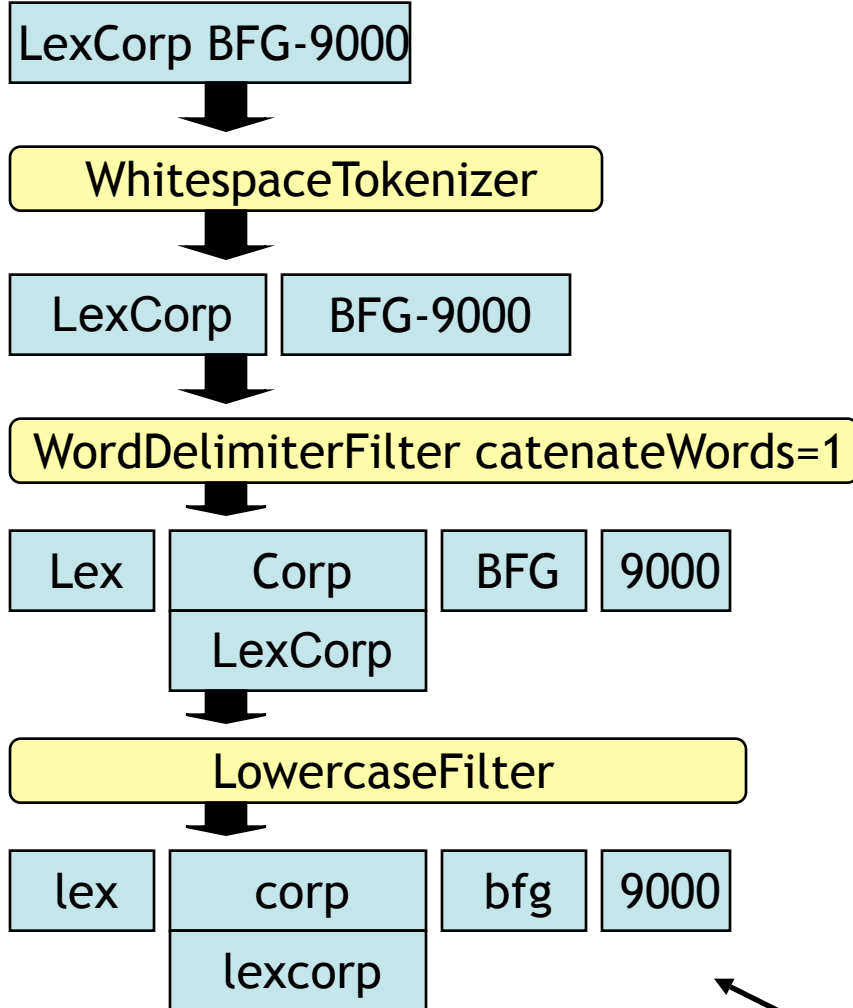 LexCorp BFG-9000
WhitespaceTokenizer
LexCorp BFG-9000
WordDelimiterFilter catenateWords=1
Lex Corp BFG 9000
LexCorp
LowercaseFilter
lex corp bfg 9000
lexcorp